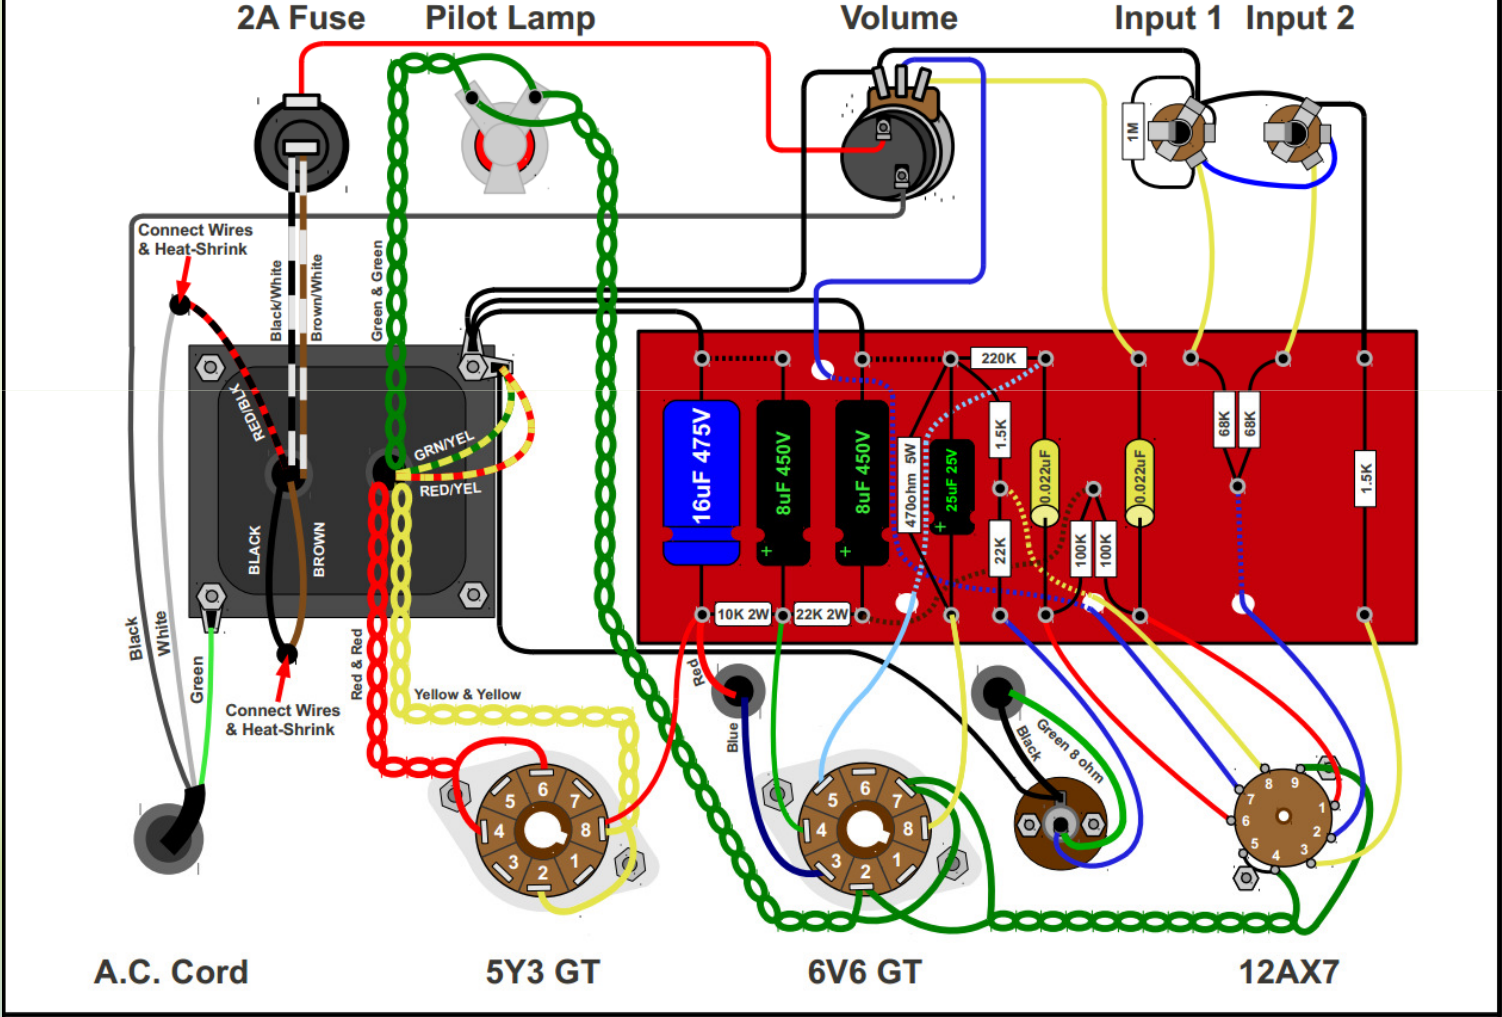 2A Fuse
Pilot Lamp
Volume
Input 1
Input 2
1M
Connect Wires
& Heat-Shrink
Black/White
Brown/White
Green & Green
220K
RED/BLK
GRN/YEL
RED/YEL
16uF 475V
8uF 450V
+
8uF 450V
+
470ohm 5W
25uF 25V
+
1.5K
22K
0.022uF
100K
100K
0.022uF
68K
68K
1.5K
BLACK
BROWN
10K 2W
22K 2W
Black
White
Green
Connect Wires
& Heat-Shrink
Red & Red
Yellow & Yellow
Red
Blue
Black
Green 8 ohm
1
2
3
4
5
6
7
8
1
2
3
4
5
6
7
8
1
2
3
4
5
6
7
8
9
A.C. Cord
5Y3 GT
6V6 GT
12AX7